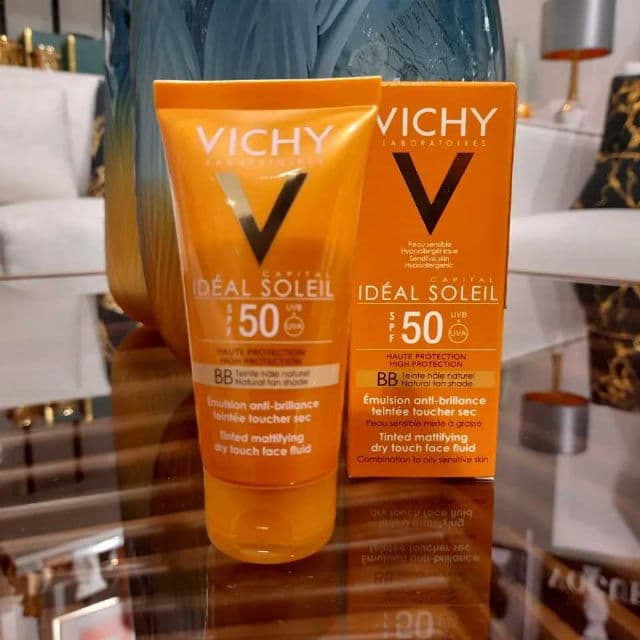 VICHY
LABORATOIRES
V
CAPITAL
IDÉAL SOLEIL
SPF 50 UVB + UVA
HAUTE PROTECTION
HIGH PROTECTION
BB Teinte hâle naturel
Natural tan shade
Émulsion anti-brillance
teintée toucher sec
Tinted mattifying
dry touch face fluid
VICHY
LABORATOIRES
V
Peau sensible
Hypoallergénique
Sensitive skin
Hypoallergenic
CAPITAL
IDÉAL SOLEIL
SPF 50 UVB + UVA
HAUTE PROTECTION
HIGH PROTECTION
BB Teinte hâle naturel
Natural tan shade
Émulsion anti-brillance
teintée toucher sec
Peau sensible mixte à grasse
Tinted mattifying
dry touch face fluid
Combination to oily sensitive skin